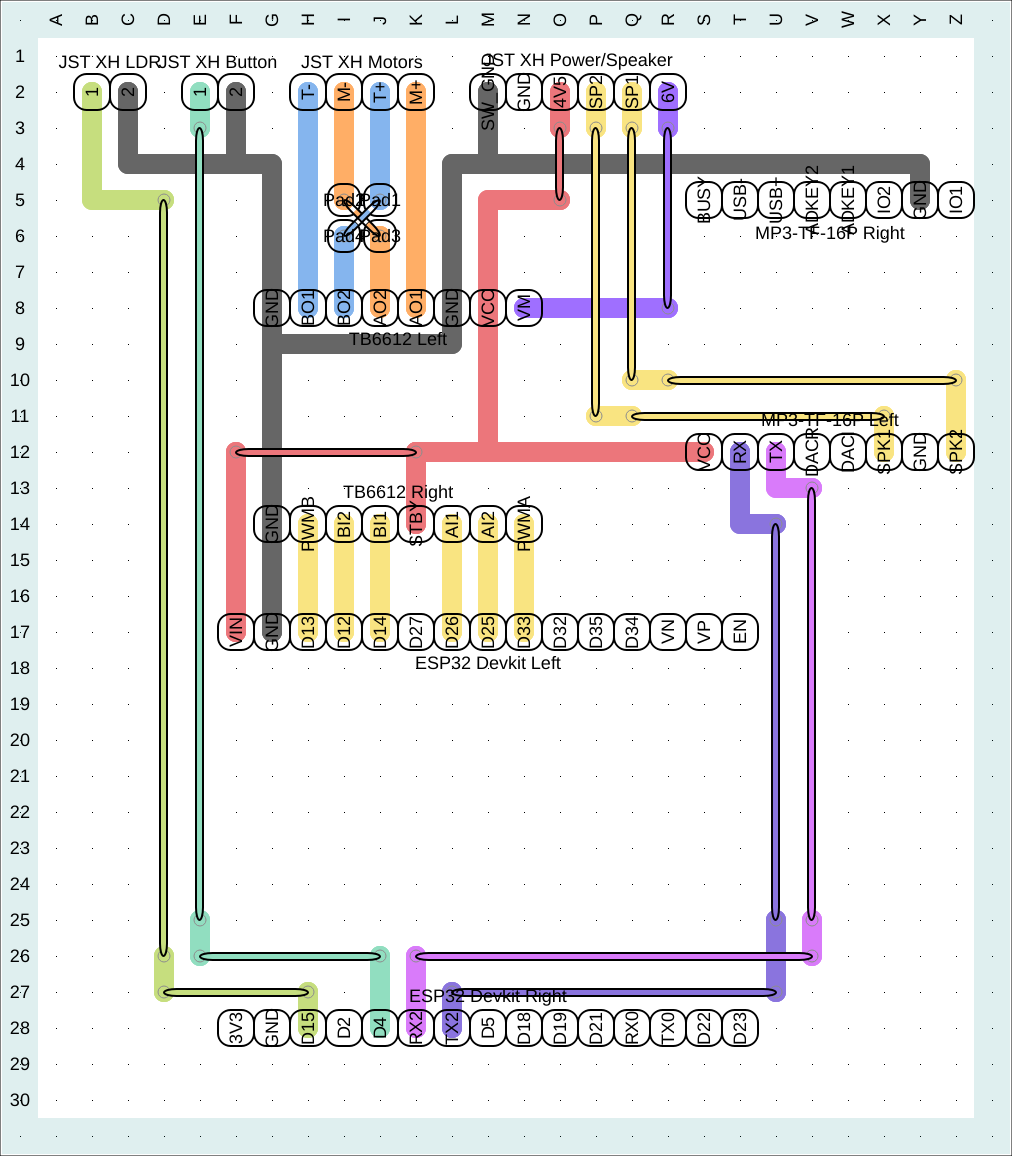 A B C D E F G H I J K L M N O P Q R S T U V W X Y Z
1
JST XH LDR JST XH Button JST XH Motors JST XH Power/Speaker
2 1 2 1 2 T- M- T+ M+ SW_GND GND 4V5 SP2 SP1 6V
3
4
5 Pad2 Pad1 BUSY USB- USB+ ADKEY2 ADKEY1 IO2 GND IO1
6 Pad4 Pad3 MP3-TF-16P Right
7
8 GND BO1 BO2 AO2 AO1 GND VCC VM
9 TB6612 Left
10
11 MP3-TF-16P Left
12 VCC RX TX DACR DACL SPK1 GND SPK2
13 TB6612 Right
14 GND PWMB BI2 BI1 STBY AI1 AI2 PWMA
15
16
17 VIN GND D13 D12 D14 D27 D26 D25 D33 D32 D35 D34 VN VP EN
18 ESP32 Devkit Left
19
20
21
22
23
24
25
26
27 ESP32 Devkit Right
28 3V3 GND D15 D2 D4 RX2 TX2 D5 D18 D19 D21 RX0 TX0 D22 D23
29
30